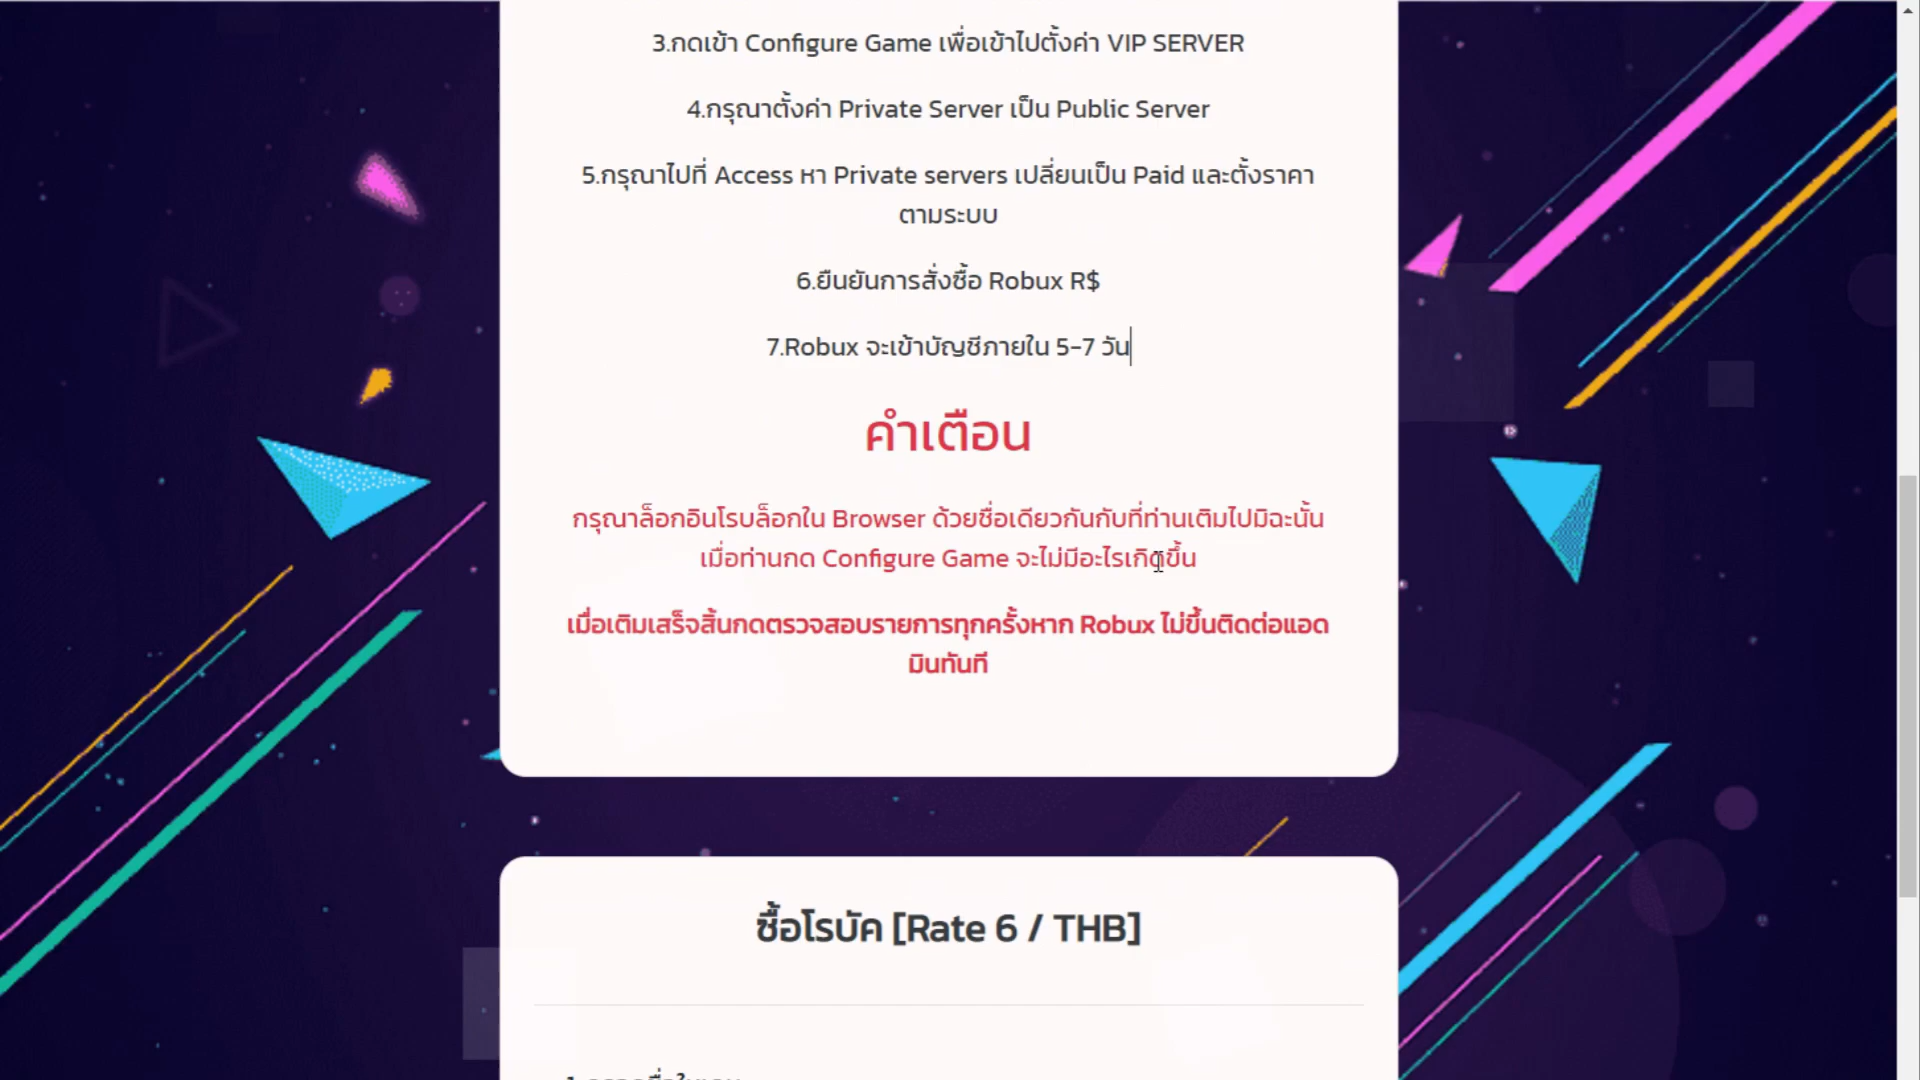 3.กดเข้า Configure Game เพื่อเข้าไปตั้งค่า VIP SERVER
4.กรุณาตั้งค่า Private Server เป็น Public Server
5.กรุณาไปที่ Access หา Private servers เปลี่ยนเป็น Paid และตั้งราคา
ตามระบบ
6.ยืนยันการสั่งซื้อ Robux R$
7.Robux จะเข้าบัญชีภายใน 5-7 วัน
คำเตือน
กรุณาล็อกอินโรบล็อกใน Browser ด้วยชื่อเดียวกันกับที่ท่านเติมไปมิฉะนั้น
เมื่อท่านกด Configure Game จะไม่มีอะไรเกิดขึ้น
เมื่อเติมเสร็จสิ้นกดตรวจสอบรายการทุกครั้งหาก Robux ไม่ขึ้นติดต่อแอด
มินทันที
ซื้อโรบัค [Rate 6 / THB]